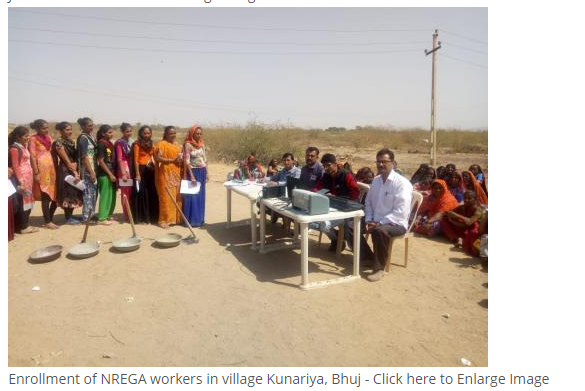 Enrollment of NREGA workers in village Kunariya, Bhuj - Click here to Enlarge Image